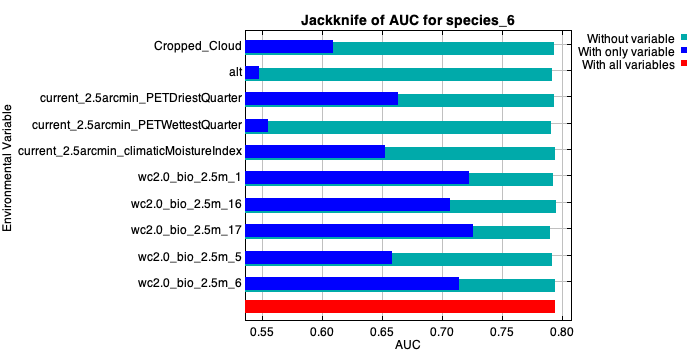 Jackknife of AUC for species_6
Without variable
With only variable
With all variables
Environmental Variable
Cropped_Cloud
alt
current_2.5arcmin_PETDriestQuarter
current_2.5arcmin_PETWettestQuarter
current_2.5arcmin_climaticMoistureIndex
wc2.0_bio_2.5m_1
wc2.0_bio_2.5m_16
wc2.0_bio_2.5m_17
wc2.0_bio_2.5m_5
wc2.0_bio_2.5m_6
0.55 0.60 0.65 0.70 0.75 0.80
AUC